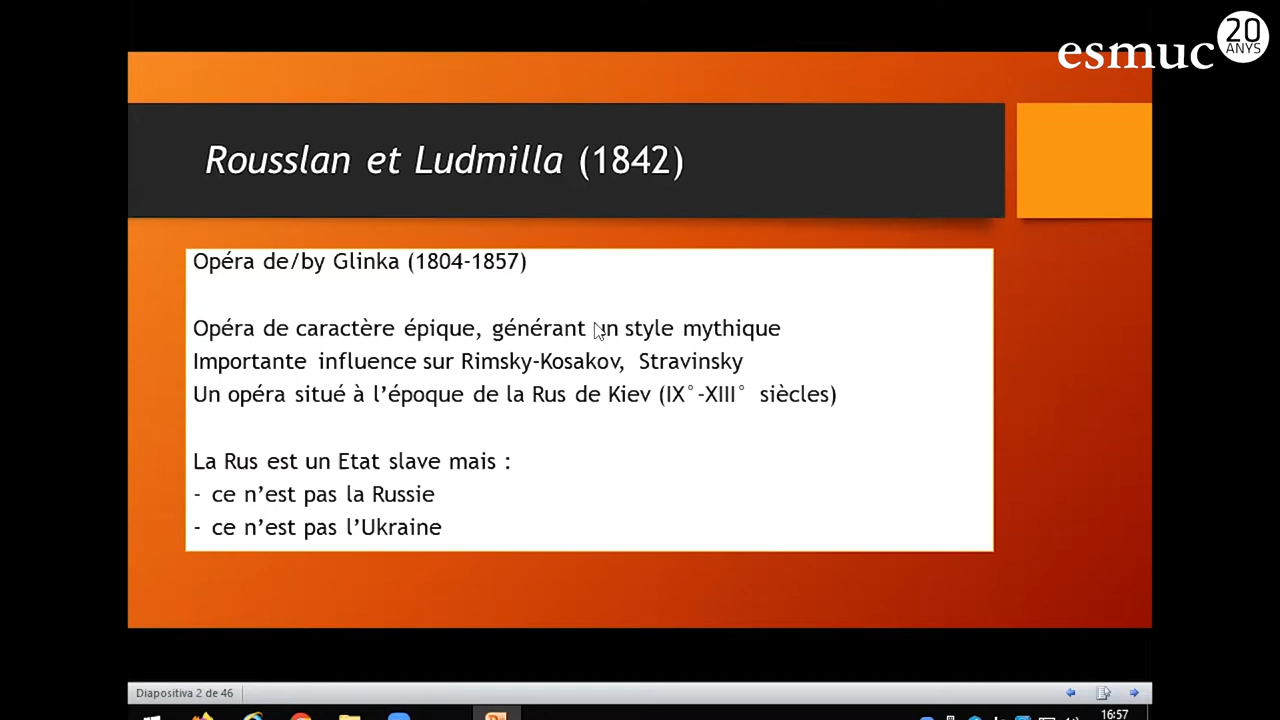 20
ANYS
esmuc
Rousslan et Ludmilla (1842)
Opéra de/by Glinka (1804-1857)
Opéra de caractère épique, générant un style mythique
Importante influence sur Rimsky-Kosakov, Stravinsky
Un opéra situé à l’époque de la Rus de Kiev (IX°-XIII° siècles)
La Rus est un Etat slave mais :
- ce n’est pas la Russie
- ce n’est pas l’Ukraine
Diapositiva 2 de 46
16:57